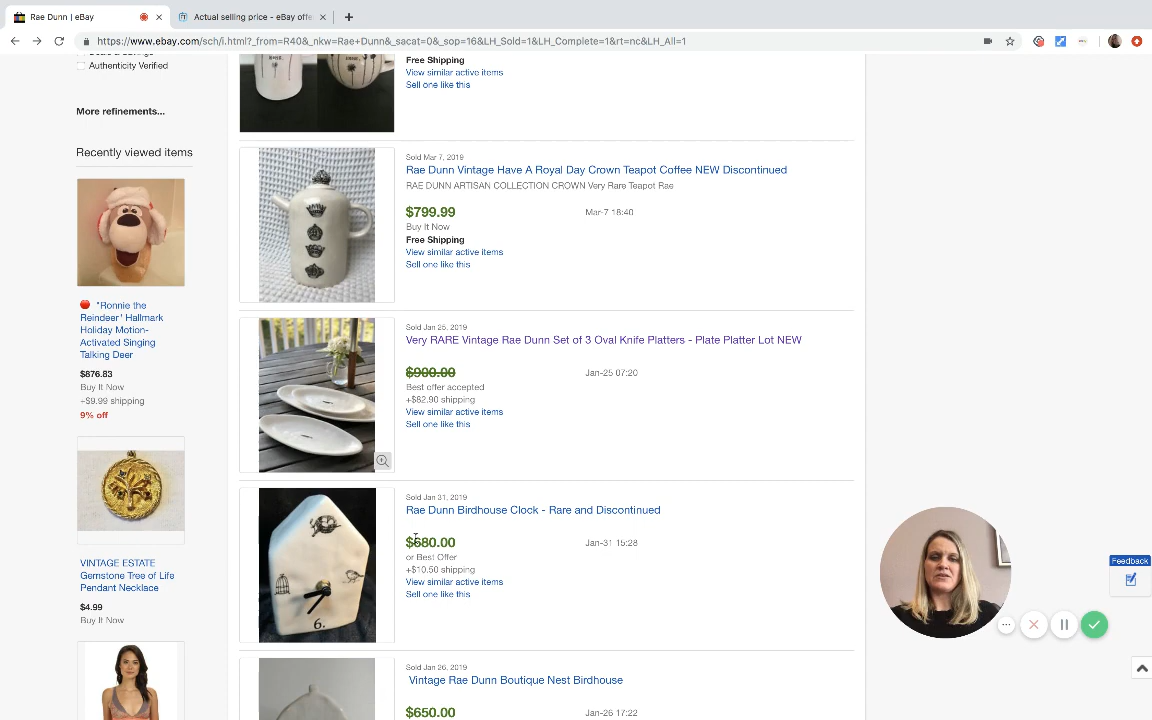 Rae Dunn | eBay
Actual selling price - eBay offe
https://www.ebay.com/sch/i.html?_from=R40&_nkw=Rae+Dunn&_sacat=0&_sop=16&LH_Sold=1&LH_Complete=1&rt=nc&LH_All=1
Authenticity Verified
More refinements...
Recently viewed items
"Ronnie the
Reindeer" Hallmark
Holiday Motion-
Activated Singing
Talking Deer
$876.83
Buy It Now
+$9.99 shipping
9% off
VINTAGE ESTATE
Gemstone Tree of Life
Pendant Necklace
$4.99
Buy It Now
Free Shipping
View similar active items
Sell one like this
Sold Mar 7, 2019
Rae Dunn Vintage Have A Royal Day Crown Teapot Coffee NEW Discontinued
RAE DUNN ARTISAN COLLECTION CROWN Very Rare Teapot Rae
$799.99
Mar-7 18:40
Buy It Now
Free Shipping
View similar active items
Sell one like this
Sold Jan 25, 2019
Very RARE Vintage Rae Dunn Set of 3 Oval Knife Platters - Plate Platter Lot NEW
$900.00
Jan-25 07:20
Best offer accepted
+$82.90 shipping
View similar active items
Sell one like this
Sold Jan 31, 2019
Rae Dunn Birdhouse Clock - Rare and Discontinued
$680.00
Jan-31 15:28
or Best Offer
+$10.50 shipping
View similar active items
Sell one like this
6.
Sold Jan 26, 2019
Vintage Rae Dunn Boutique Nest Birdhouse
$650.00
Jan-26 17:22
Feedback